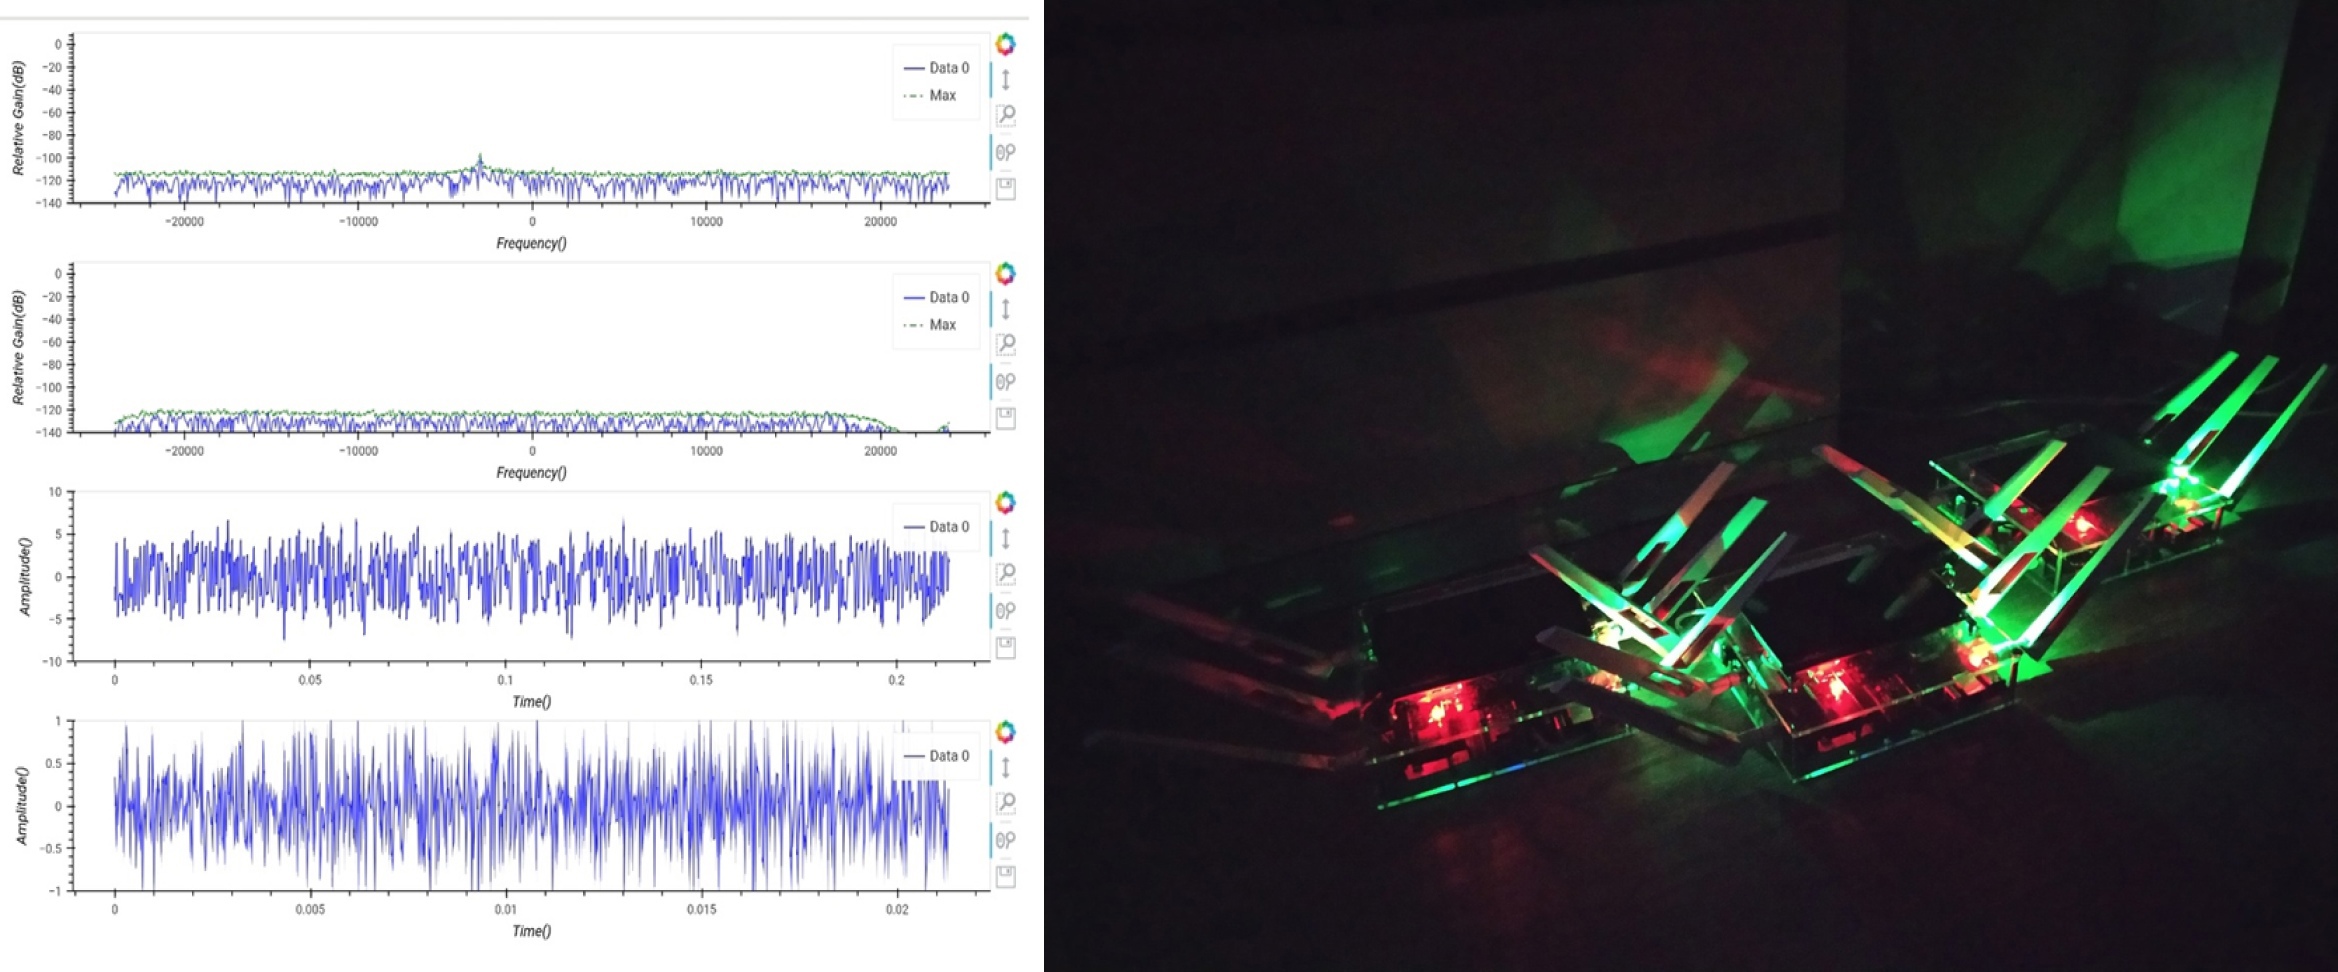 Relative Gain(dB)
0
−20
−40
−60
−80
−100
−120
−140
Data 0
Max
−20000 −10000 0 10000 20000
Frequency()
Relative Gain(dB)
0
−20
−40
−60
−80
−100
−120
−140
Data 0
Max
−20000 −10000 0 10000 20000
Frequency()
Amplitude()
10
5
0
−5
−10
Data 0
0 0.05 0.1 0.15 0.2
Time()
Amplitude()
1
0.5
0
−0.5
−1
Data 0
0 0.005 0.01 0.015 0.02
Time()